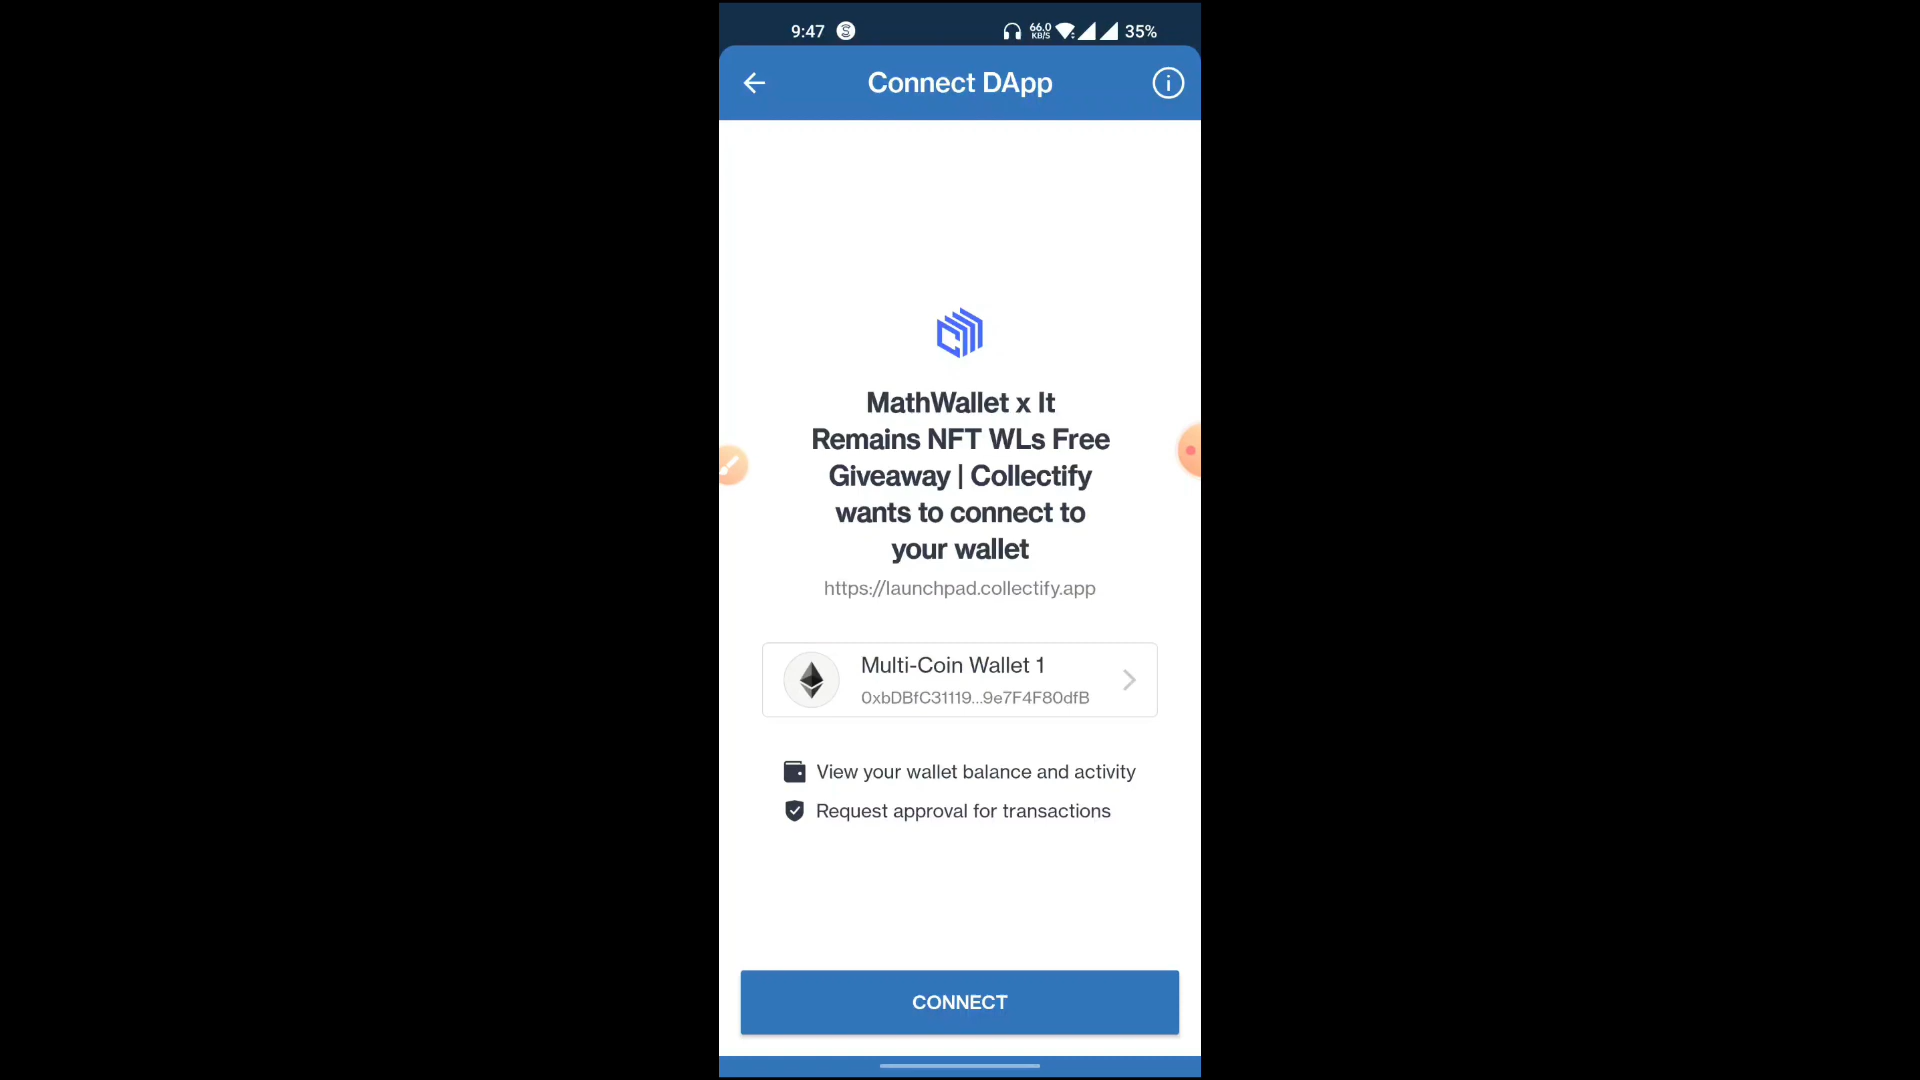 9:47 S 66.0 KB/S 35%
Connect DApp
MathWallet x It
Remains NFT WLs Free
Giveaway | Collectify
wants to connect to
your wallet
https://launchpad.collectify.app
Multi-Coin Wallet 1
0xbDBfC31119...9e7F4F80dfB
View your wallet balance and activity
Request approval for transactions
CONNECT